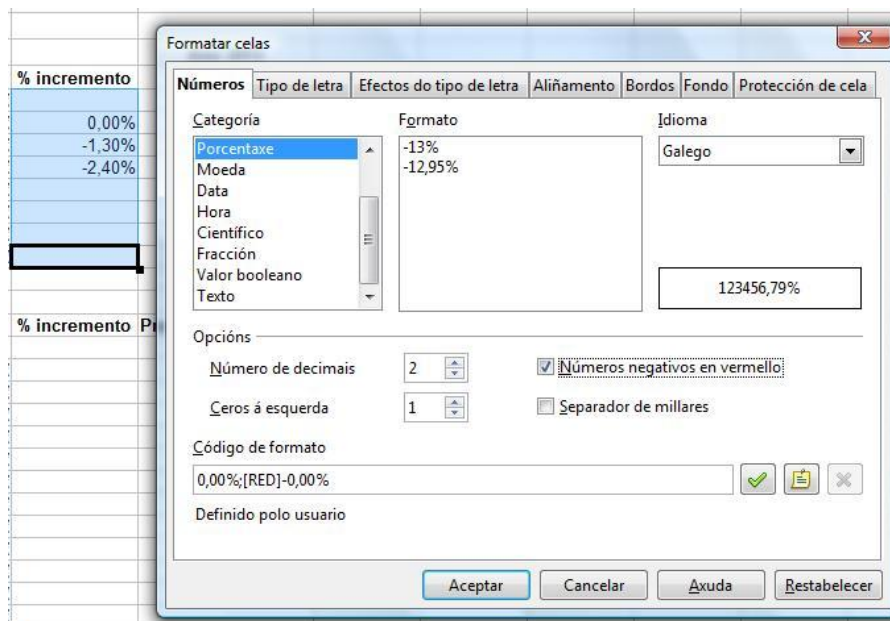 Formatar celas
% incremento
0,00%
-1,30%
-2,40%
% incremento
Números Tipo de letra Efectos do tipo de letra Aliñamento Bordos Fondo Protección de cela
Categoría
Porcentaxe
Moeda
Data
Hora
Científico
Fracción
Valor booleano
Texto
Formato
-13%
-12,95%
Idioma
Galego
123456,79%
Opcións
Número de decimais 2
Números negativos en vermello
Ceros á esquerda 1
Separador de millares
Código de formato
0,00%;[RED]-0,00%
Definido polo usuario
Aceptar Cancelar Axuda Restabelecer